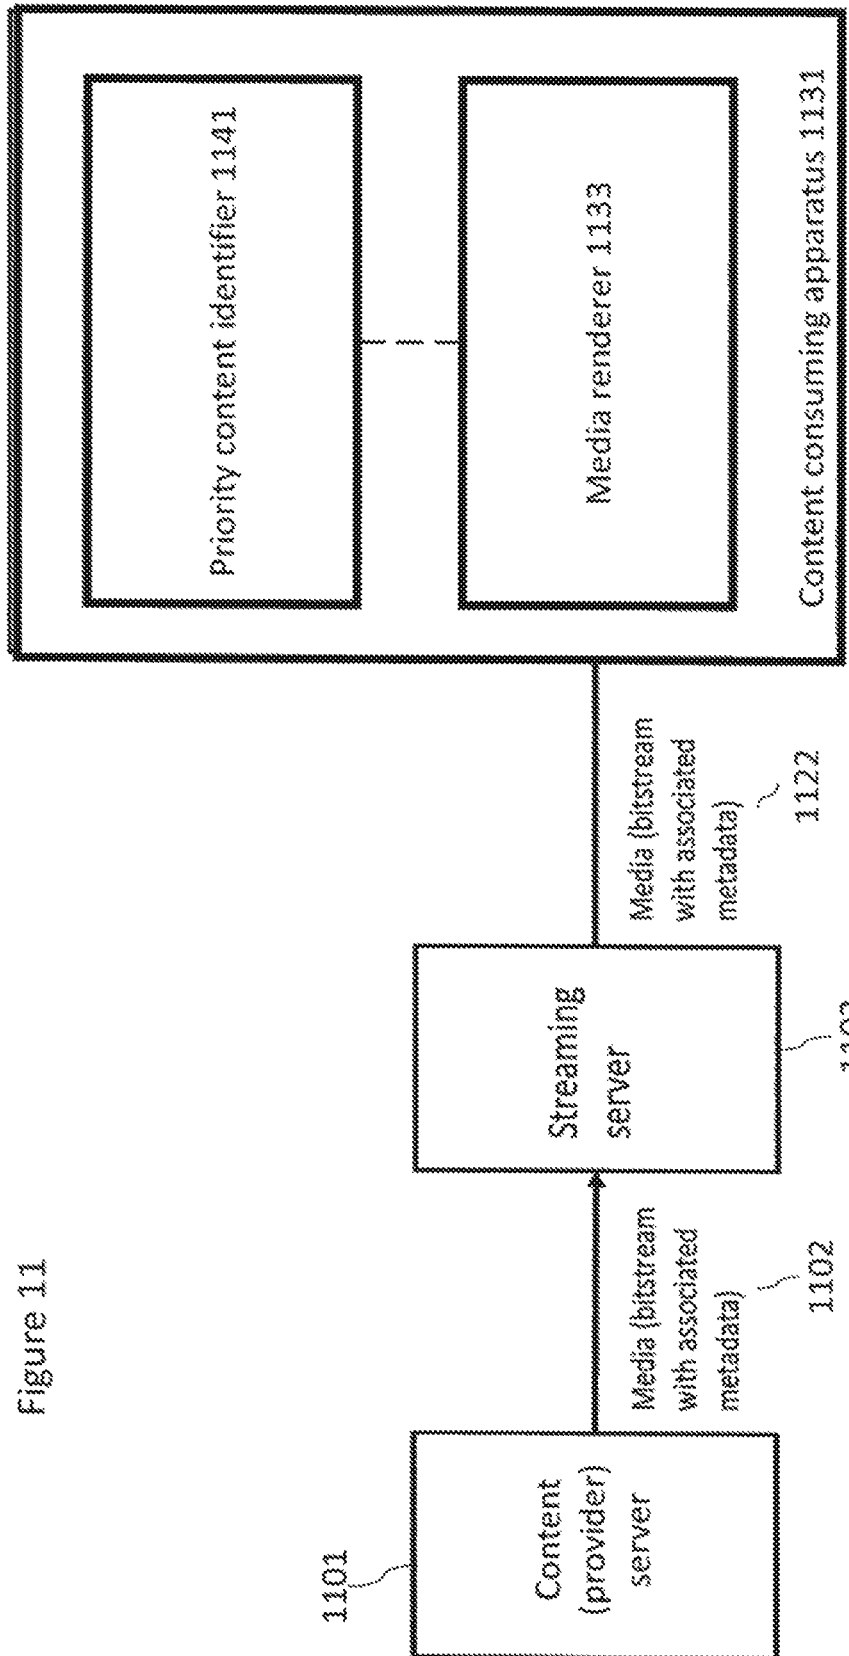 Figure 11
1101
Content
(provider)
server
Media (bitstream
with associated
metadata)
1102
Streaming
server
Media (bitstream
with associated
metadata)
1122
Priority content identifier 1141
Media renderer 1133
Content consuming apparatus 1131